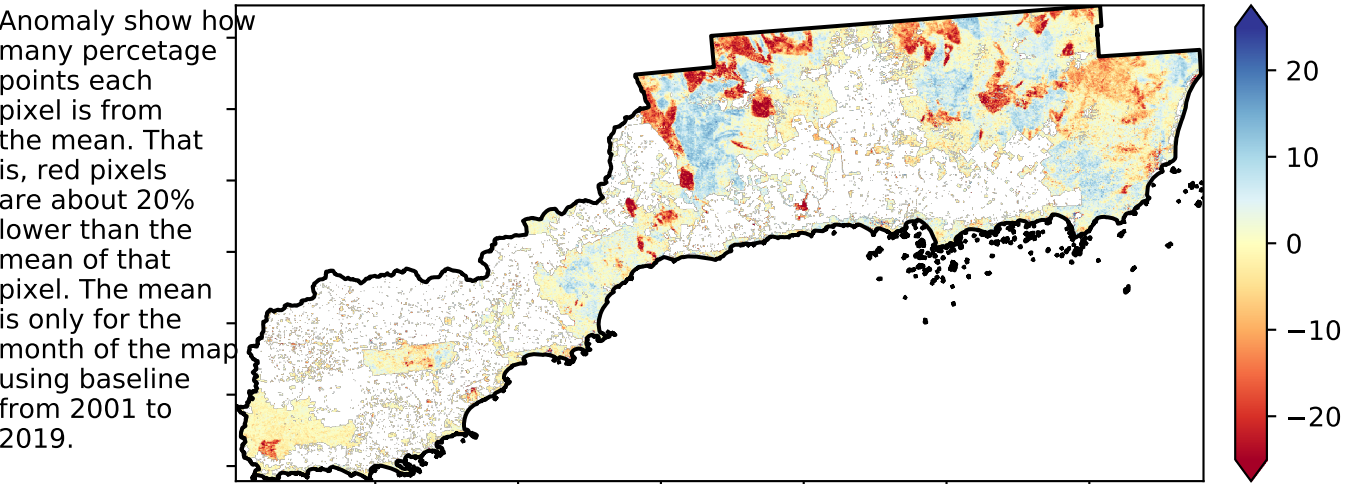 Anomaly show how
many percetage
points each
pixel is from
the mean. That
is, red pixels
are about 20%
lower than the
mean of that
pixel. The mean
is only for the
month of the map
using baseline
from 2001 to
2019.
20
10
0
−10
−20